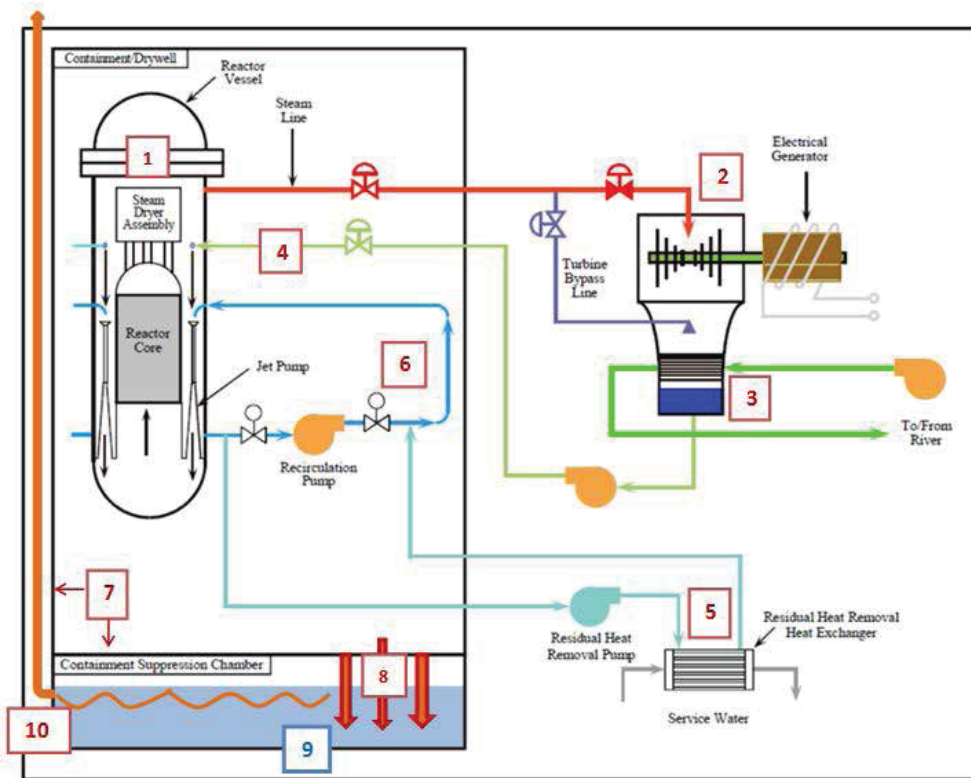 Containment/Drywell
Reactor
Vessel
Steam
Line
Electrical
Generator
1
2
Steam
Dryer
Assembly
4
Turbine
Bypass
Line
Reactor
Core
6
Jet Pump
3
To/From
River
Recirculation
Pump
7
5
Residual Heat Removal
Heat Exchanger
Residual Heat
Removal Pump
Containment Suppression Chamber
8
Service Water
10
9